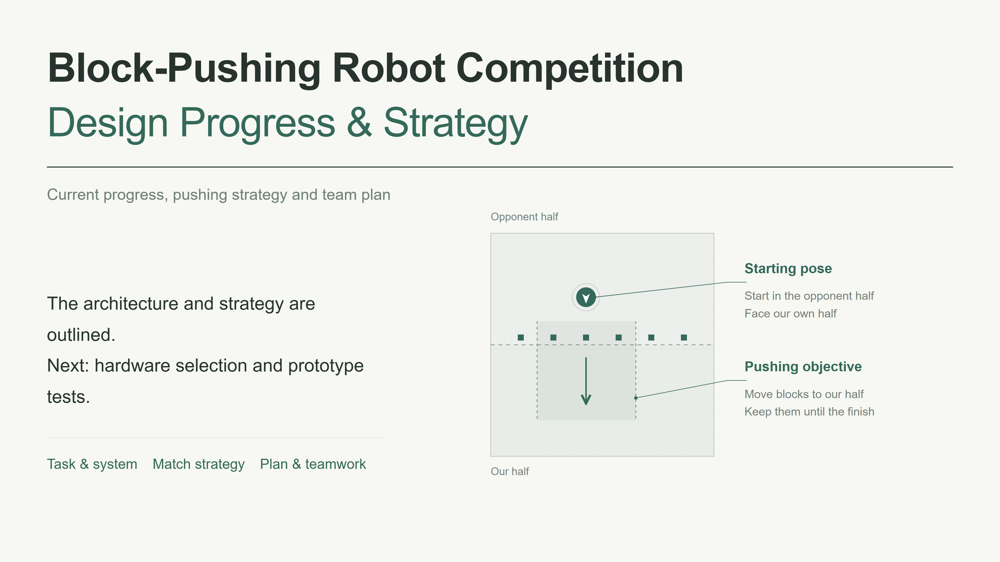 Block-Pushing Robot Competition
Design Progress & Strategy
Current progress, pushing strategy and team plan
The architecture and strategy are
outlined.
Next: hardware selection and prototype
tests.
Task & system
Match strategy
Plan & teamwork
Opponent half
Starting pose
Start in the opponent half
Face our own half
Pushing objective
Move blocks to our half
Keep them until the finish
Our half